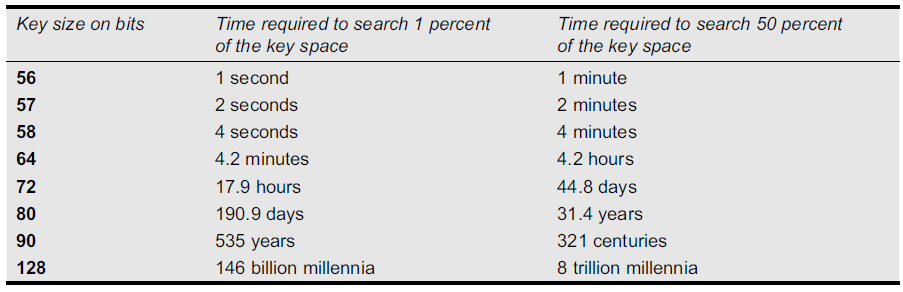 Key size on bits Time required to search 1 percent Time required to search 50 percent
of the key space of the key space
56 1 second 1 minute
57 2 seconds 2 minutes
58 4 seconds 4 minutes
64 4.2 minutes 4.2 hours
72 17.9 hours 44.8 days
80 190.9 days 31.4 years
90 535 years 321 centuries
128 146 billion millennia 8 trillion millennia